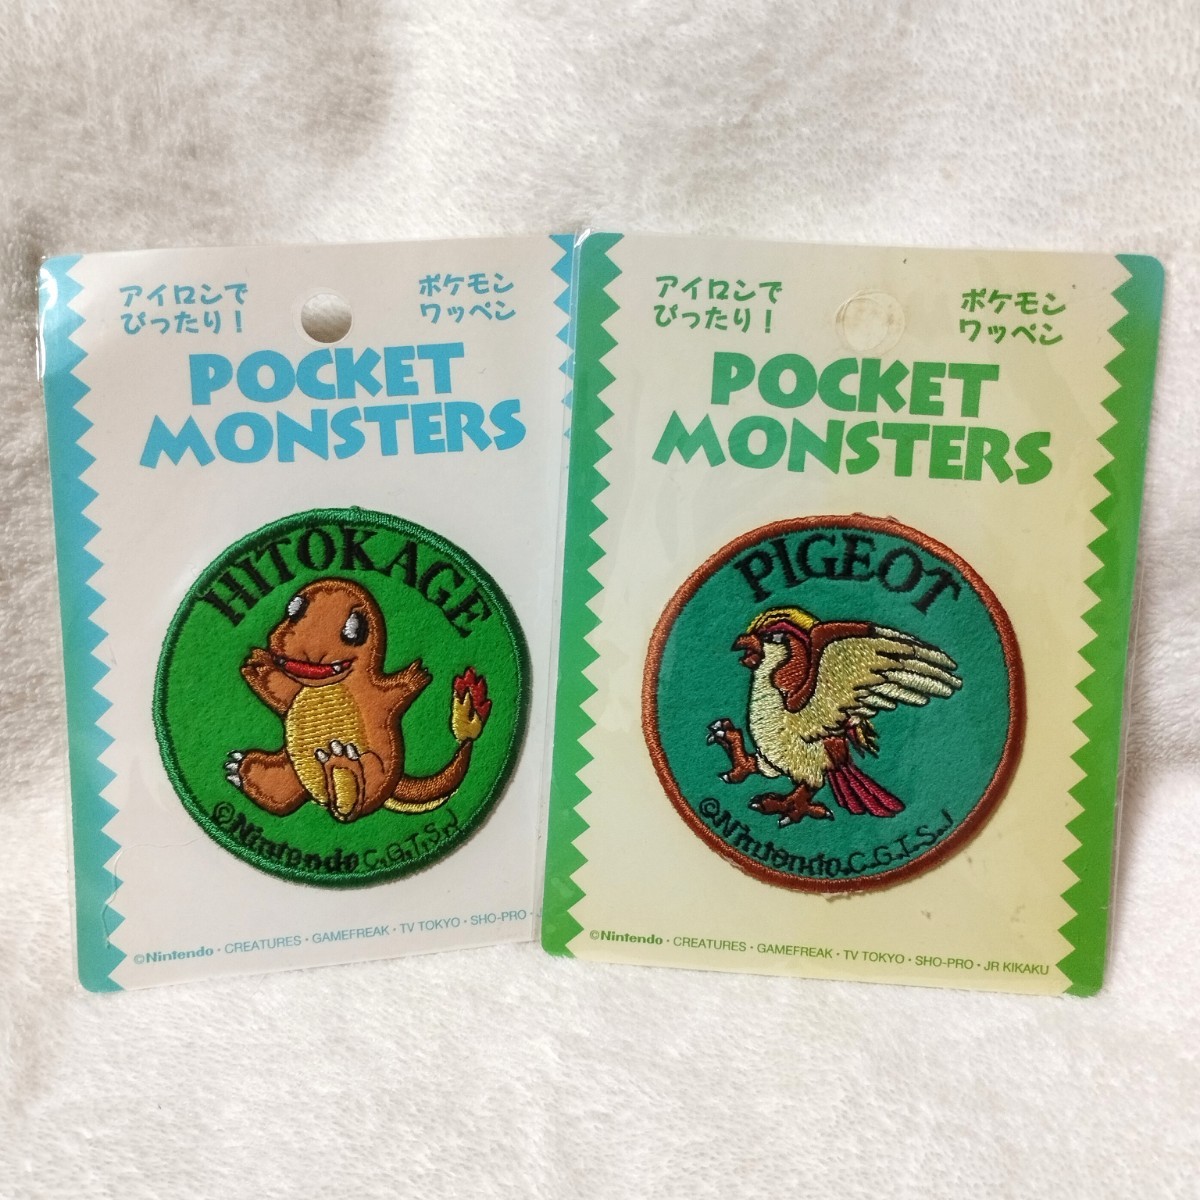 アイロンで
ぴったり!
ポケモン
ワッペン
POCKET
MONSTERS
HITOKAGE
©Nintendo.C.G.T.S.J
©Nintendo・CREATURES・GAMEFREAK・TV TOKYO・SHO-PRO・J
アイロンで
ぴったり!
ポケモン
ワッペン
POCKET
MONSTERS
PIGEOT
©Nintendo.C.G.T.S.J
©Nintendo・CREATURES・GAMEFREAK・TV TOKYO・SHO-PRO・JR KIKAKU